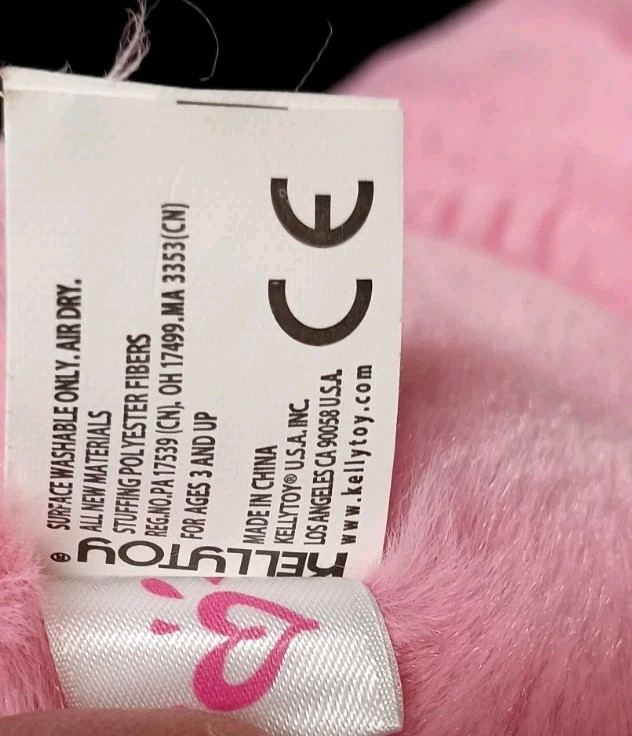 KELLYTOY®
SURFACE WASHABLE ONLY. AIR DRY.
ALL NEW MATERIALS
STUFFING POLYESTER FIBERS
REG.NO.PA 17539 (CN), OH 17499,MA 3353(CN)
FOR AGES 3 AND UP
MADE IN CHINA
KELLYTOY® U.S.A. INC.
LOS ANGELES CA 90058 U.S.A.
www.kellytoy.com
CE